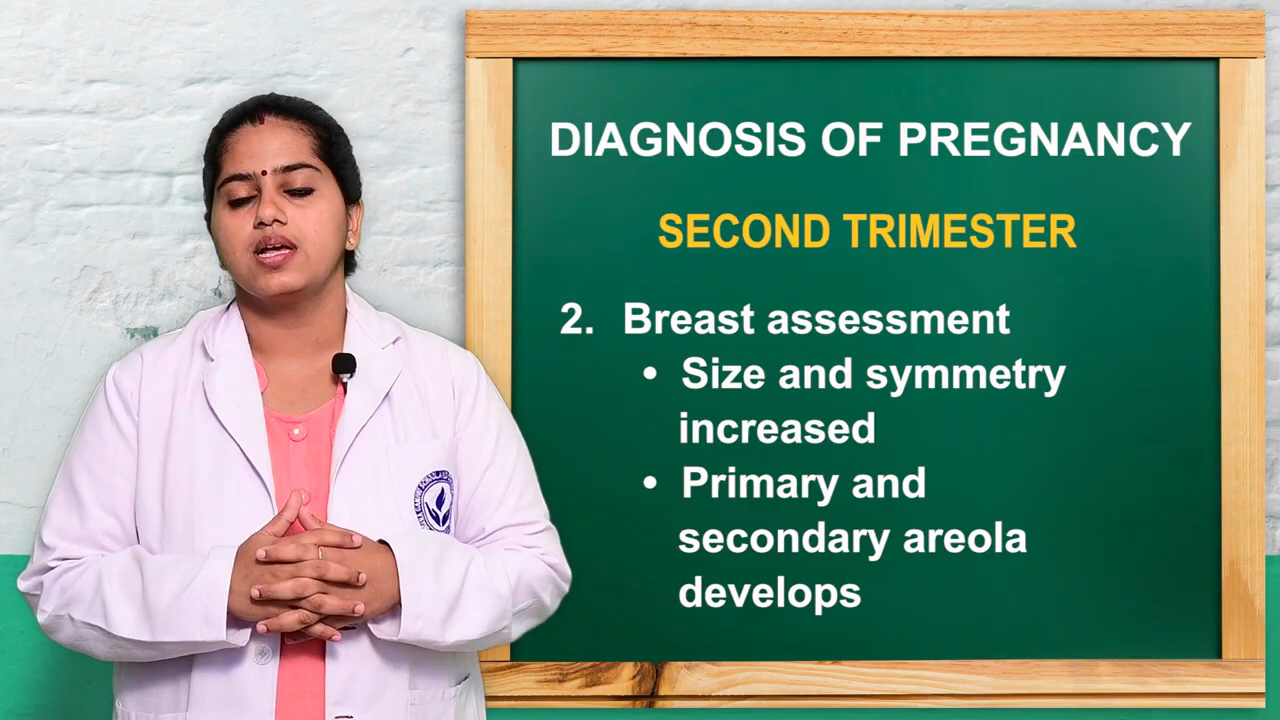 DIAGNOSIS OF PREGNANCY
SECOND TRIMESTER
2. Breast assessment
• Size and symmetry
increased
• Primary and
secondary areola
develops